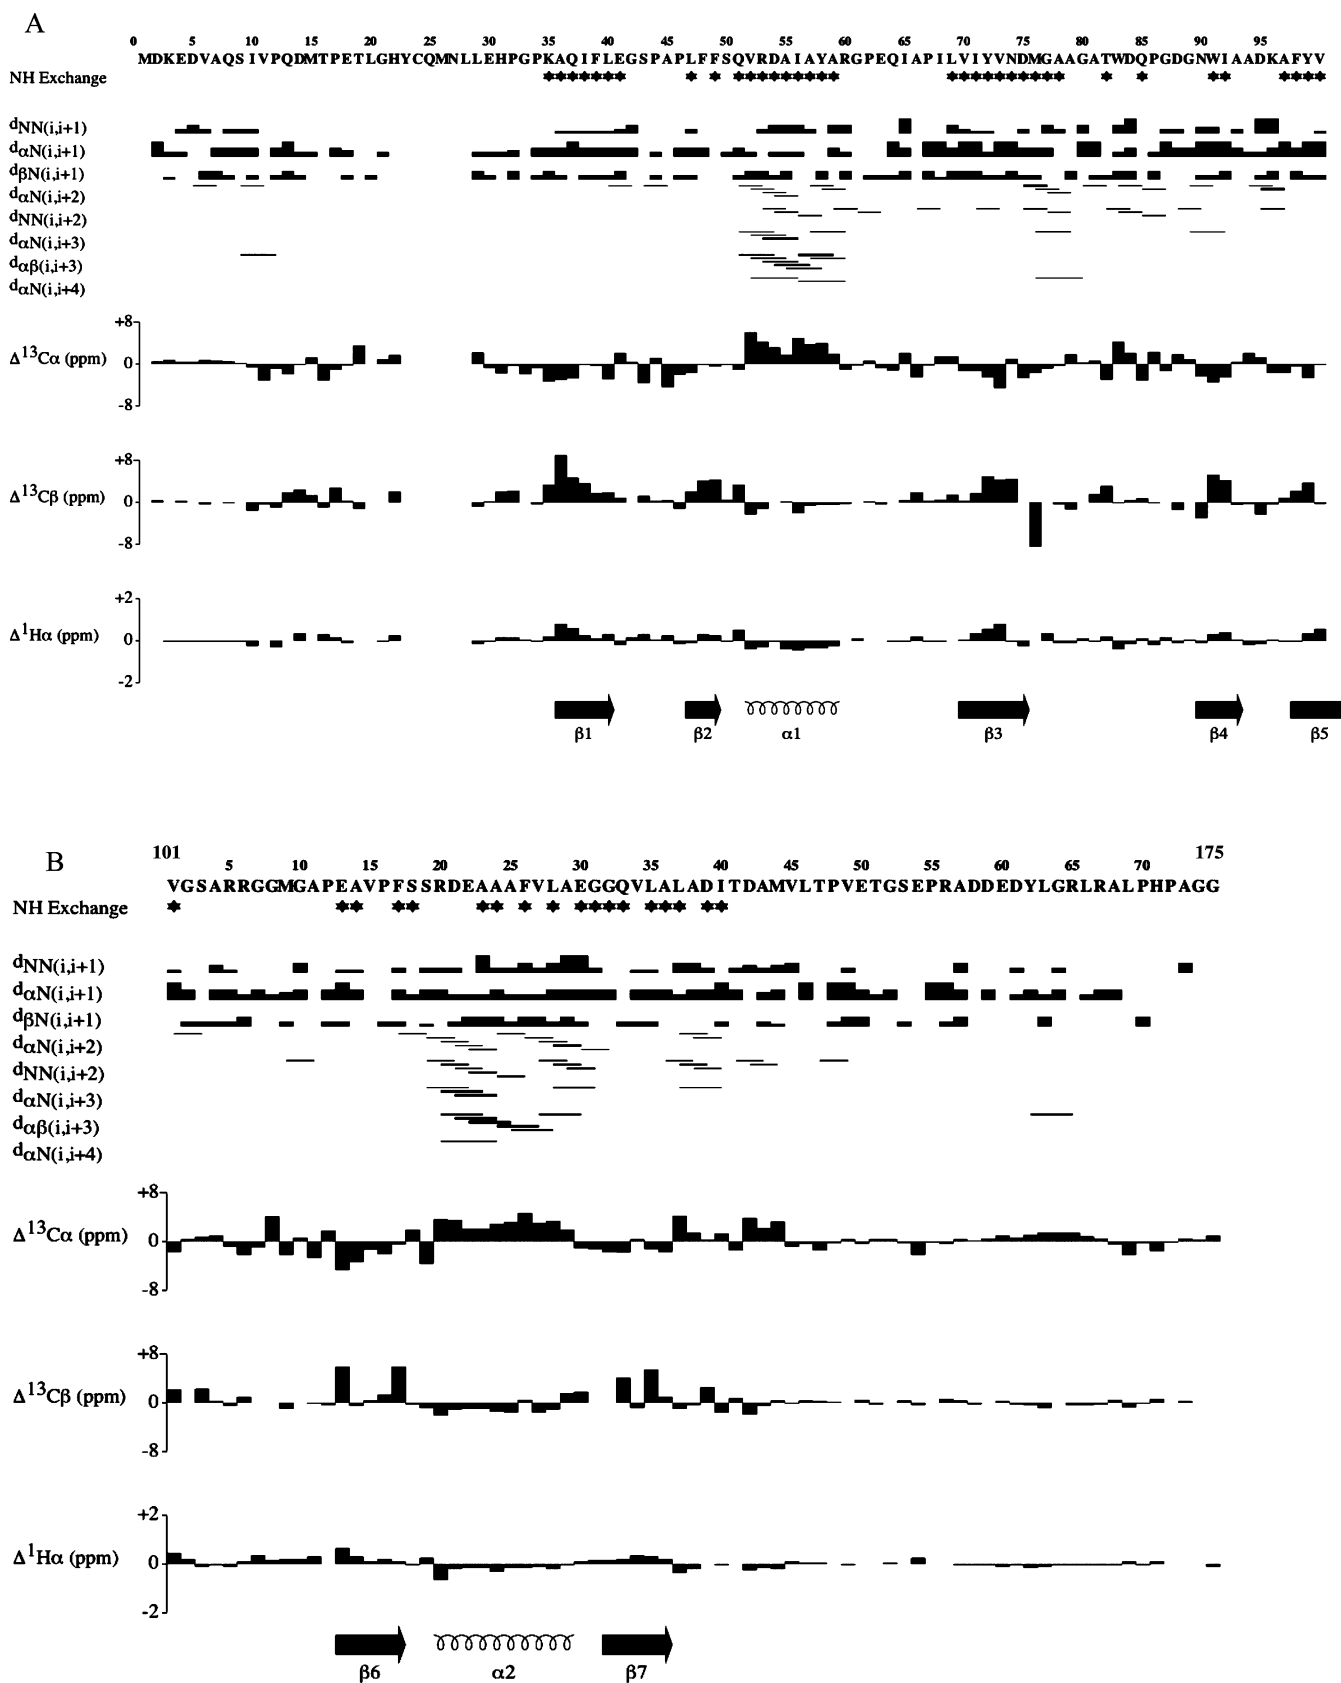 A
0 5 10 15 20 25 30 35 40 45 50 55 60 65 70 75 80 85 90 95
MDKEDVAQSIVPQDMTPETLGHYCQMNLLEHPGPKAQIFLEGSPAPLFFSQVRDAIAYARGPEQIAPILVIYVNDMGAAGATWDQPGDGNWIAADKAFYV
NH Exchange
dNN(i,i+1)
dαN(i,i+1)
dβN(i,i+1)
dαN(i,i+2)
dNN(i,i+2)
dαN(i,i+3)
dαβ(i,i+3)
dαN(i,i+4)
+8
Δ13Cα (ppm) 0
-8
+8
Δ13Cβ (ppm) 0
-8
+2
Δ1Hα (ppm) 0
-2
β1 β2 α1 β3 β4 β5
B
101 5 10 15 20 25 30 35 40 45 50 55 60 65 70 175
VGSARRGGMGAPEAVPFSSRDEAAAFVLAEGGQVLALADITDAMVLTPVETGSEPRADDEDYLGRLRALPHPAGG
NH Exchange
dNN(i,i+1)
dαN(i,i+1)
dβN(i,i+1)
dαN(i,i+2)
dNN(i,i+2)
dαN(i,i+3)
dαβ(i,i+3)
dαN(i,i+4)
+8
Δ13Cα (ppm) 0
-8
+8
Δ13Cβ (ppm) 0
-8
+2
Δ1Hα (ppm) 0
-2
β6 α2 β7